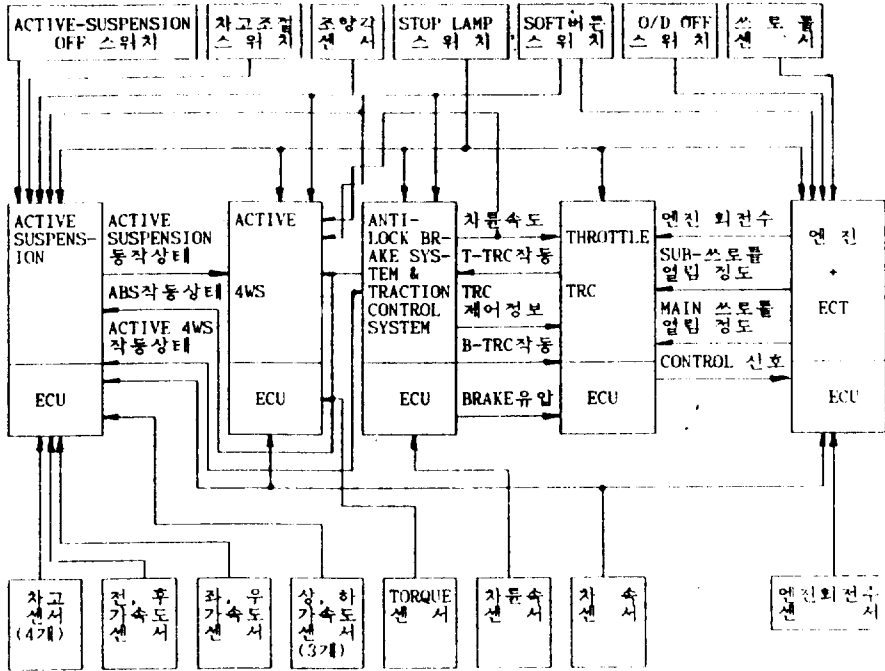 ACTIVE-SUSPENSION
OFF 스위치
차고조절
스위치
조향각
센서
STOP LAMP
스위치
SOFT버튼
스위치
O/D OFF
스위치
쓰로틀
센서
ACTIVE
SUSPENS-
ION
ECU
ACTIVE
SUSPENSION
동작상태
ABS작동상태
ACTIVE 4WS
작동상태
ACTIVE
4WS
ECU
ANTI-
LOCK BR-
AKE SYS-
TEM &
TRACTION
CONTROL
SYSTEM
ECU
차륜속도
T-TRC작동
TRC
제어정보
B-TRC작동
BRAKE유압
THROTTLE
TRC
ECU
엔진 회전수
SUB-쓰로틀
열림 정도
MAIN 쓰로틀
열림 정도
CONTROL 신호
엔진
+
ECT
ECU
차고
센서
(4개)
전, 후
가속도
센서
좌, 우
가속도
센서
상, 하
가속도
센서
(3개)
TORQUE
센서
차륜속
센서
차속
센서
엔진회전수
센서